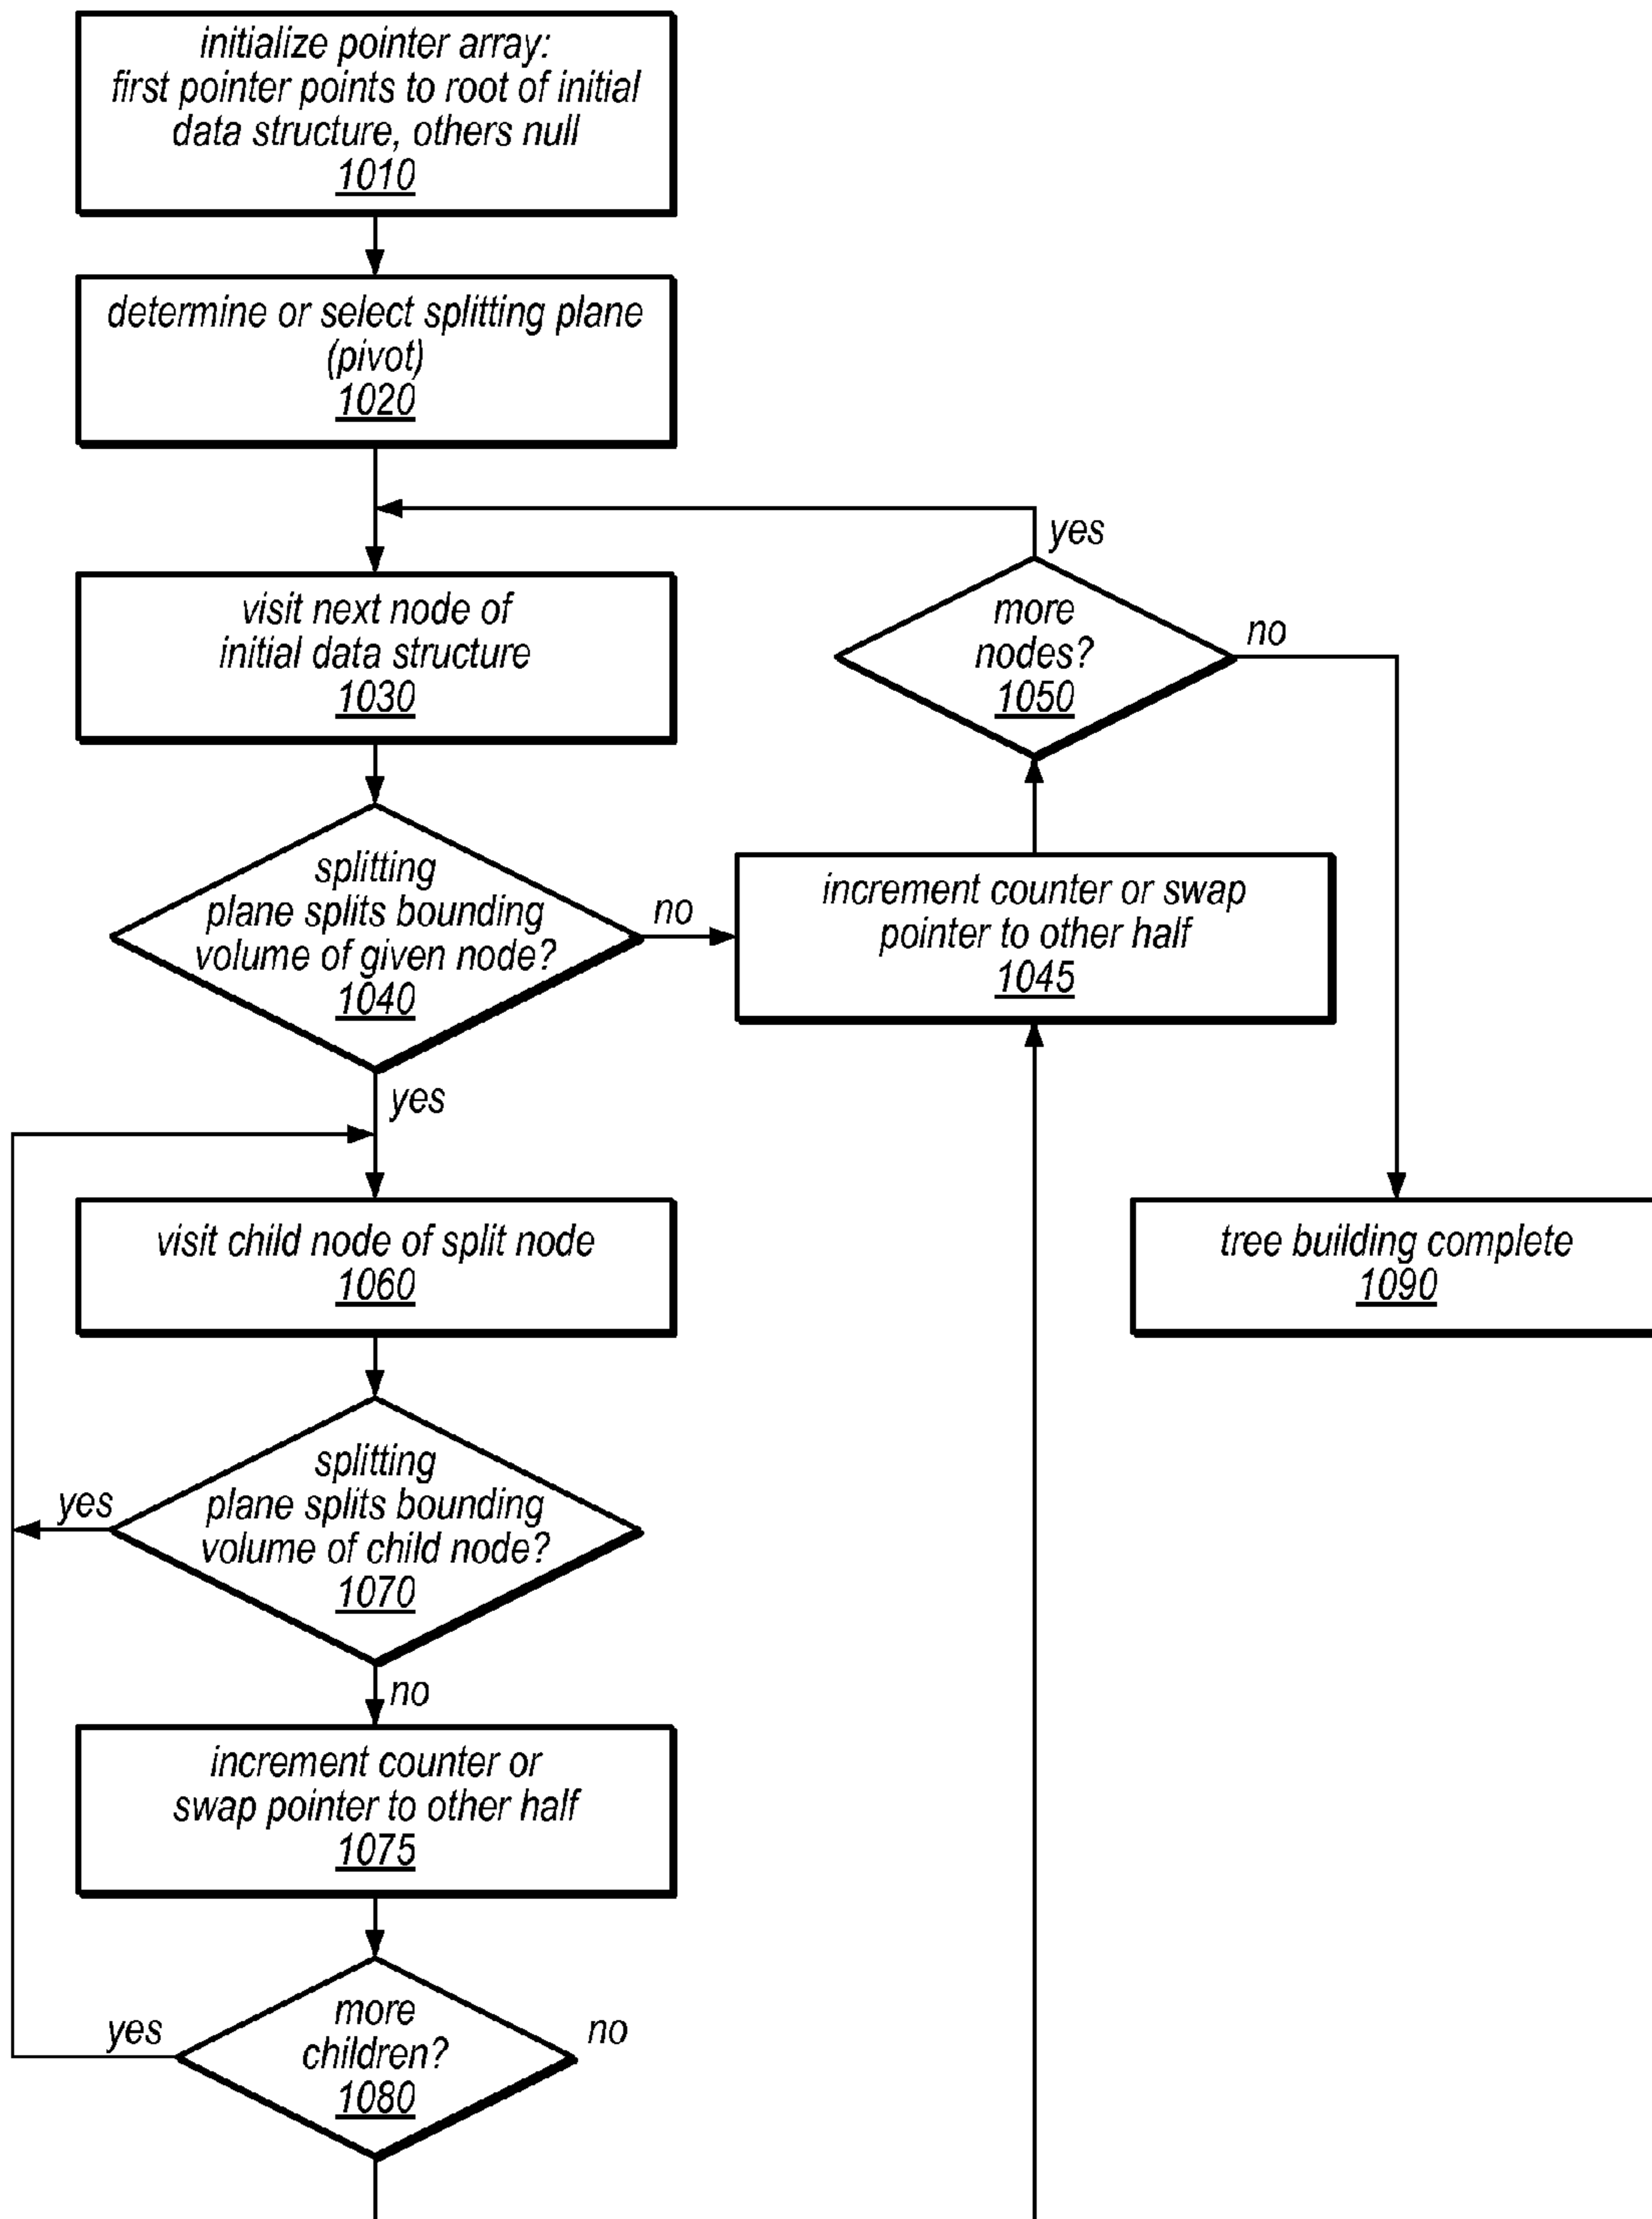 initialize pointer array:
first pointer points to root of initial
data structure, others null
1010
determine or select splitting plane
(pivot)
1020
yes
visit next node of
initial data structure
1030
more
nodes?
1050
no
splitting
plane splits bounding
volume of given node?
1040
no
increment counter or swap
pointer to other half
1045
yes
visit child node of split node
1060
tree building complete
1090
splitting
plane splits bounding
volume of child node?
1070
yes
no
increment counter or
swap pointer to other half
1075
more
children?
1080
yes
no